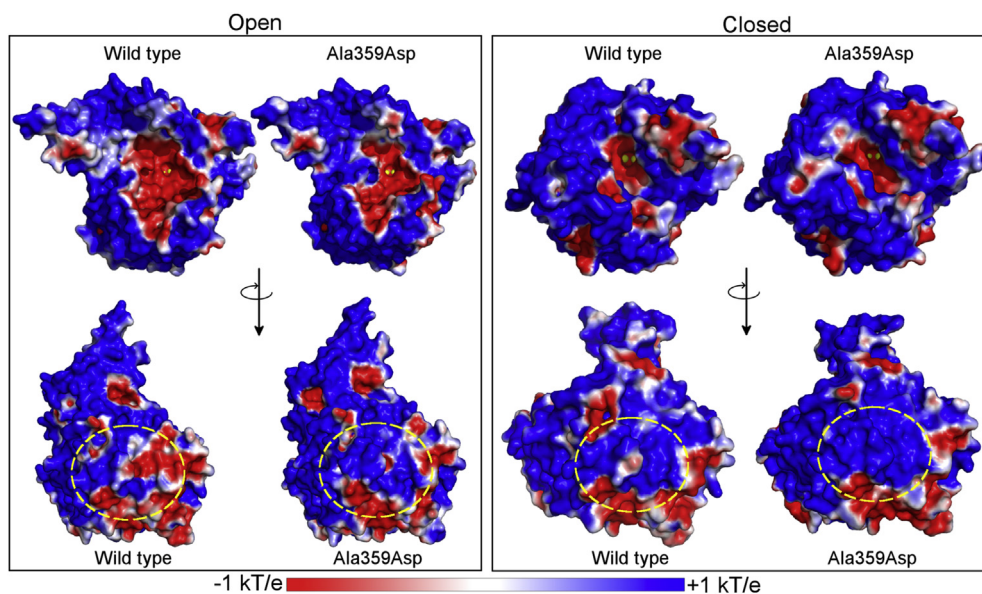 Open
Closed
Wild type
Ala359Asp
Wild type
Ala359Asp
Wild type
Ala359Asp
Wild type
Ala359Asp
-1 kT/e
+1 kT/e